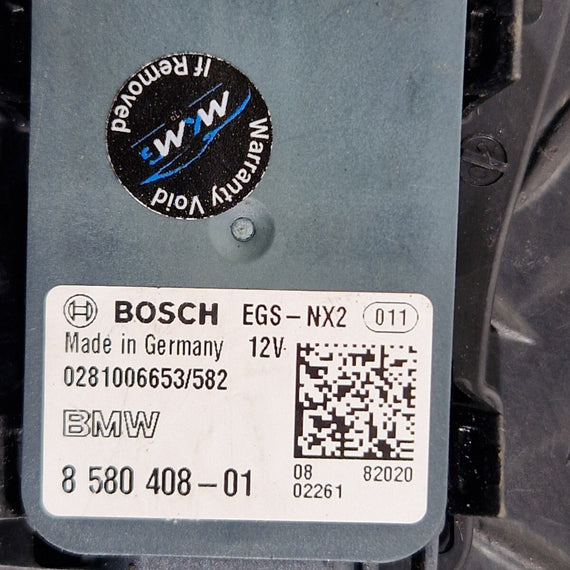 If Removed
M&M3
Warranty Void
BOSCH EGS-NX2 011
Made in Germany 12V
0281006653/582
BMW
8 580 408-01
08 82020
02261